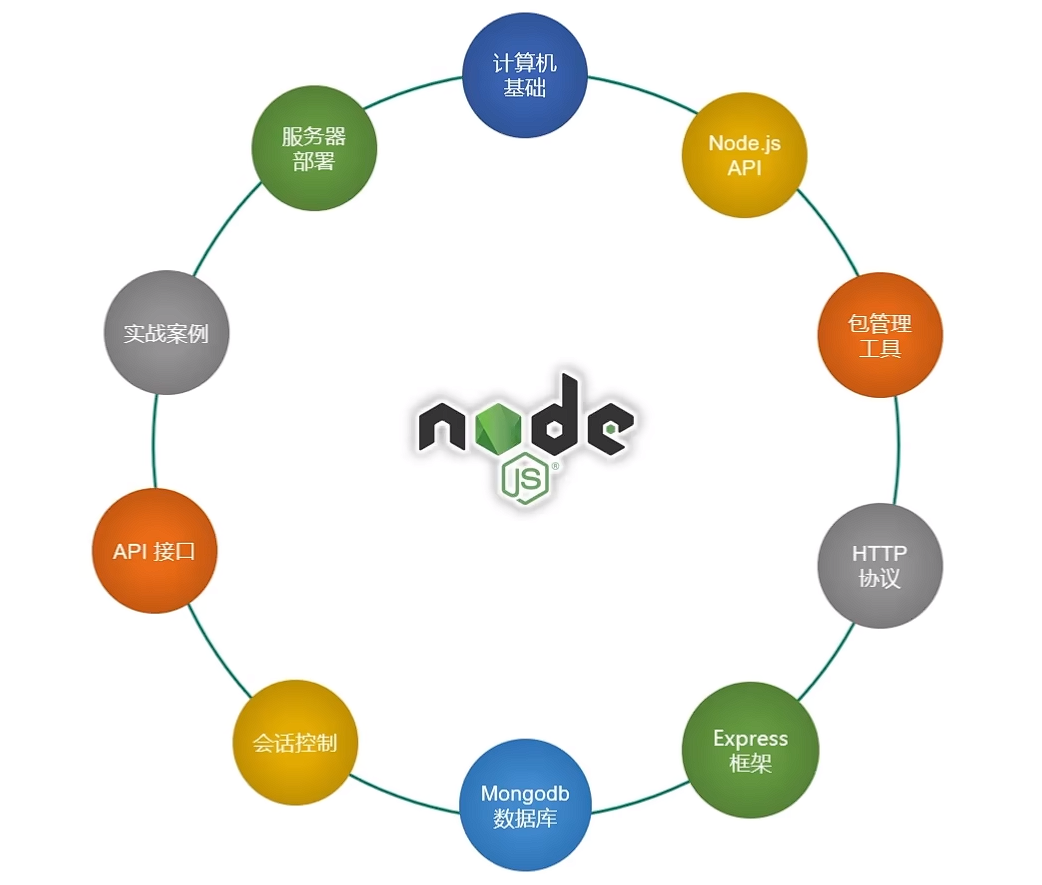 计算机
基础
Node.js
API
包管理
工具
HTTP
协议
Express
框架
Mongodb
数据库
会话控制
API 接口
实战案例
服务器
部署
node
JS®